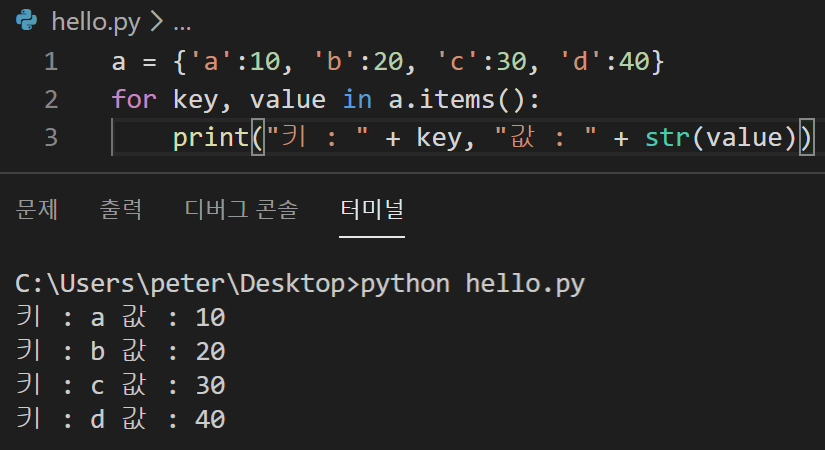 hello.py > ...
1 a = {'a':10, 'b':20, 'c':30, 'd':40}
2 for key, value in a.items():
3     print("키 : " + key, "값 : " + str(value))
문제 출력 디버그 콘솔 터미널
C:\Users\peter\Desktop>python hello.py
키 : a 값 : 10
키 : b 값 : 20
키 : c 값 : 30
키 : d 값 : 40